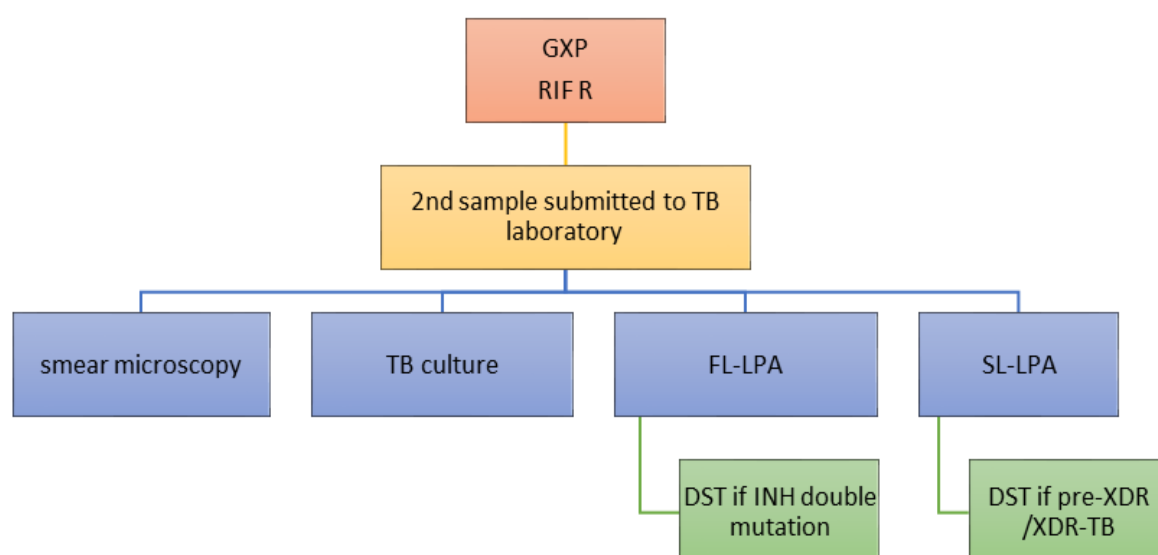 GXP
RIF R
2nd sample submitted to TB
laboratory
smear microscopy
TB culture
FL-LPA
SL-LPA
DST if INH double
mutation
DST if pre-XDR
/XDR-TB